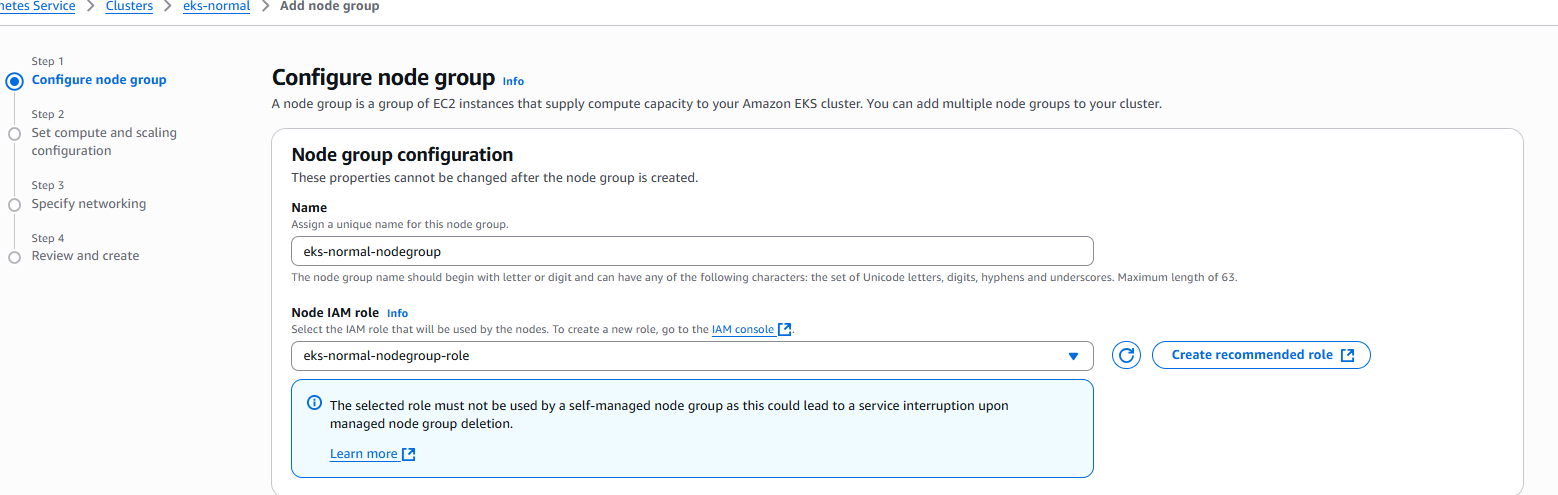 Service > Clusters > eks-normal > Add node group
Step 1
Configure node group
Step 2
Set compute and scaling
configuration
Step 3
Specify networking
Step 4
Review and create
Configure node group Info
A node group is a group of EC2 instances that supply compute capacity to your Amazon EKS cluster. You can add multiple node groups to your cluster.
Node group configuration
These properties cannot be changed after the node group is created.
Name
Assign a unique name for this node group.
eks-normal-nodegroup
The node group name should begin with letter or digit and can have any of the following characters: the set of Unicode letters, digits, hyphens and underscores. Maximum length of 63.
Node IAM role Info
Select the IAM role that will be used by the nodes. To create a new role, go to the IAM console.
eks-normal-nodegroup-role
Create recommended role
The selected role must not be used by a self-managed node group as this could lead to a service interruption upon
managed node group deletion.
Learn more